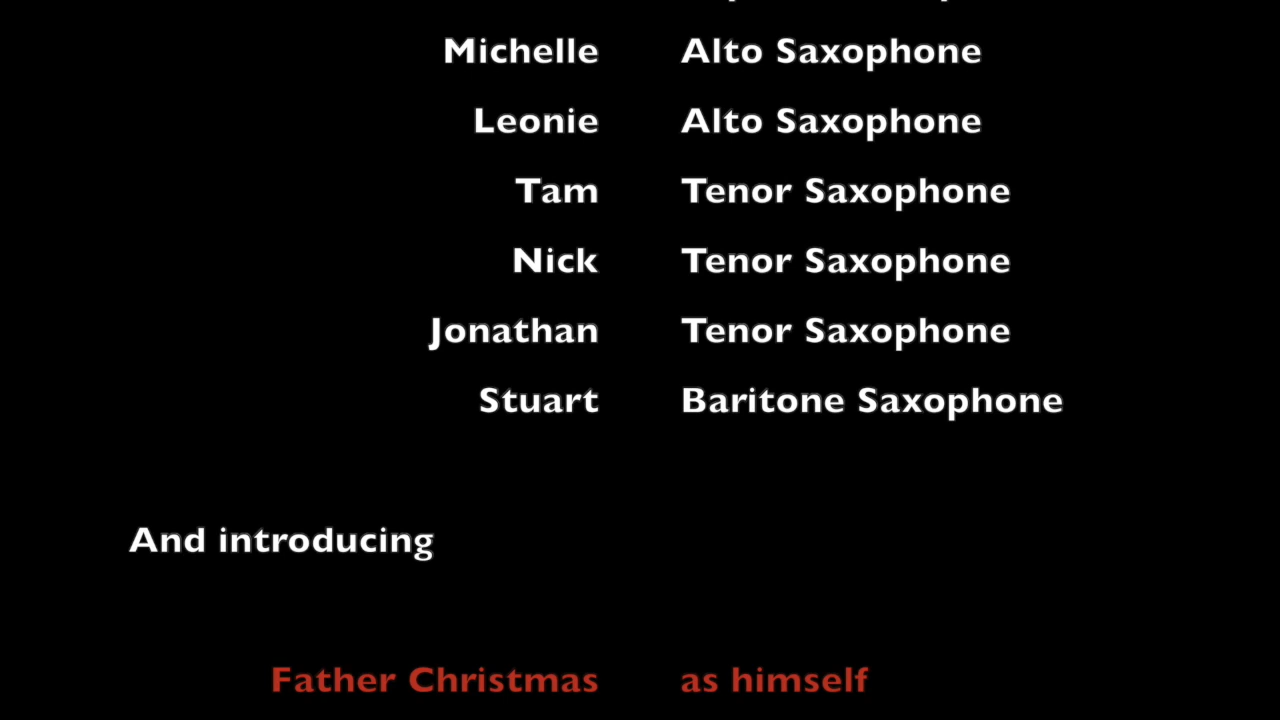 Michelle Alto Saxophone
Leonie Alto Saxophone
Tam Tenor Saxophone
Nick Tenor Saxophone
Jonathan Tenor Saxophone
Stuart Baritone Saxophone
And introducing
Father Christmas as himself